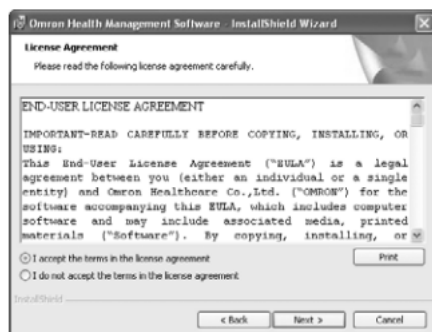 Omron Health Management Software - InstallShield Wizard
License Agreement
Please read the following license agreement carefully.
END-USER LICENSE AGREEMENT
IMPORTANT-READ CAREFULLY BEFORE COPYING, INSTALLING, OR
USING:
This End-User License Agreement ("EULA") is a legal
agreement between you (either an individual or a single
entity) and Omron Healthcare Co.,Ltd. ("OMRON") for the
software accompanying this EULA, which includes computer
software and may include associated media, printed
materials ("Software"). By copying, installing, or
I accept the terms in the license agreement
Print
I do not accept the terms in the license agreement
InstallShield
< Back
Next >
Cancel